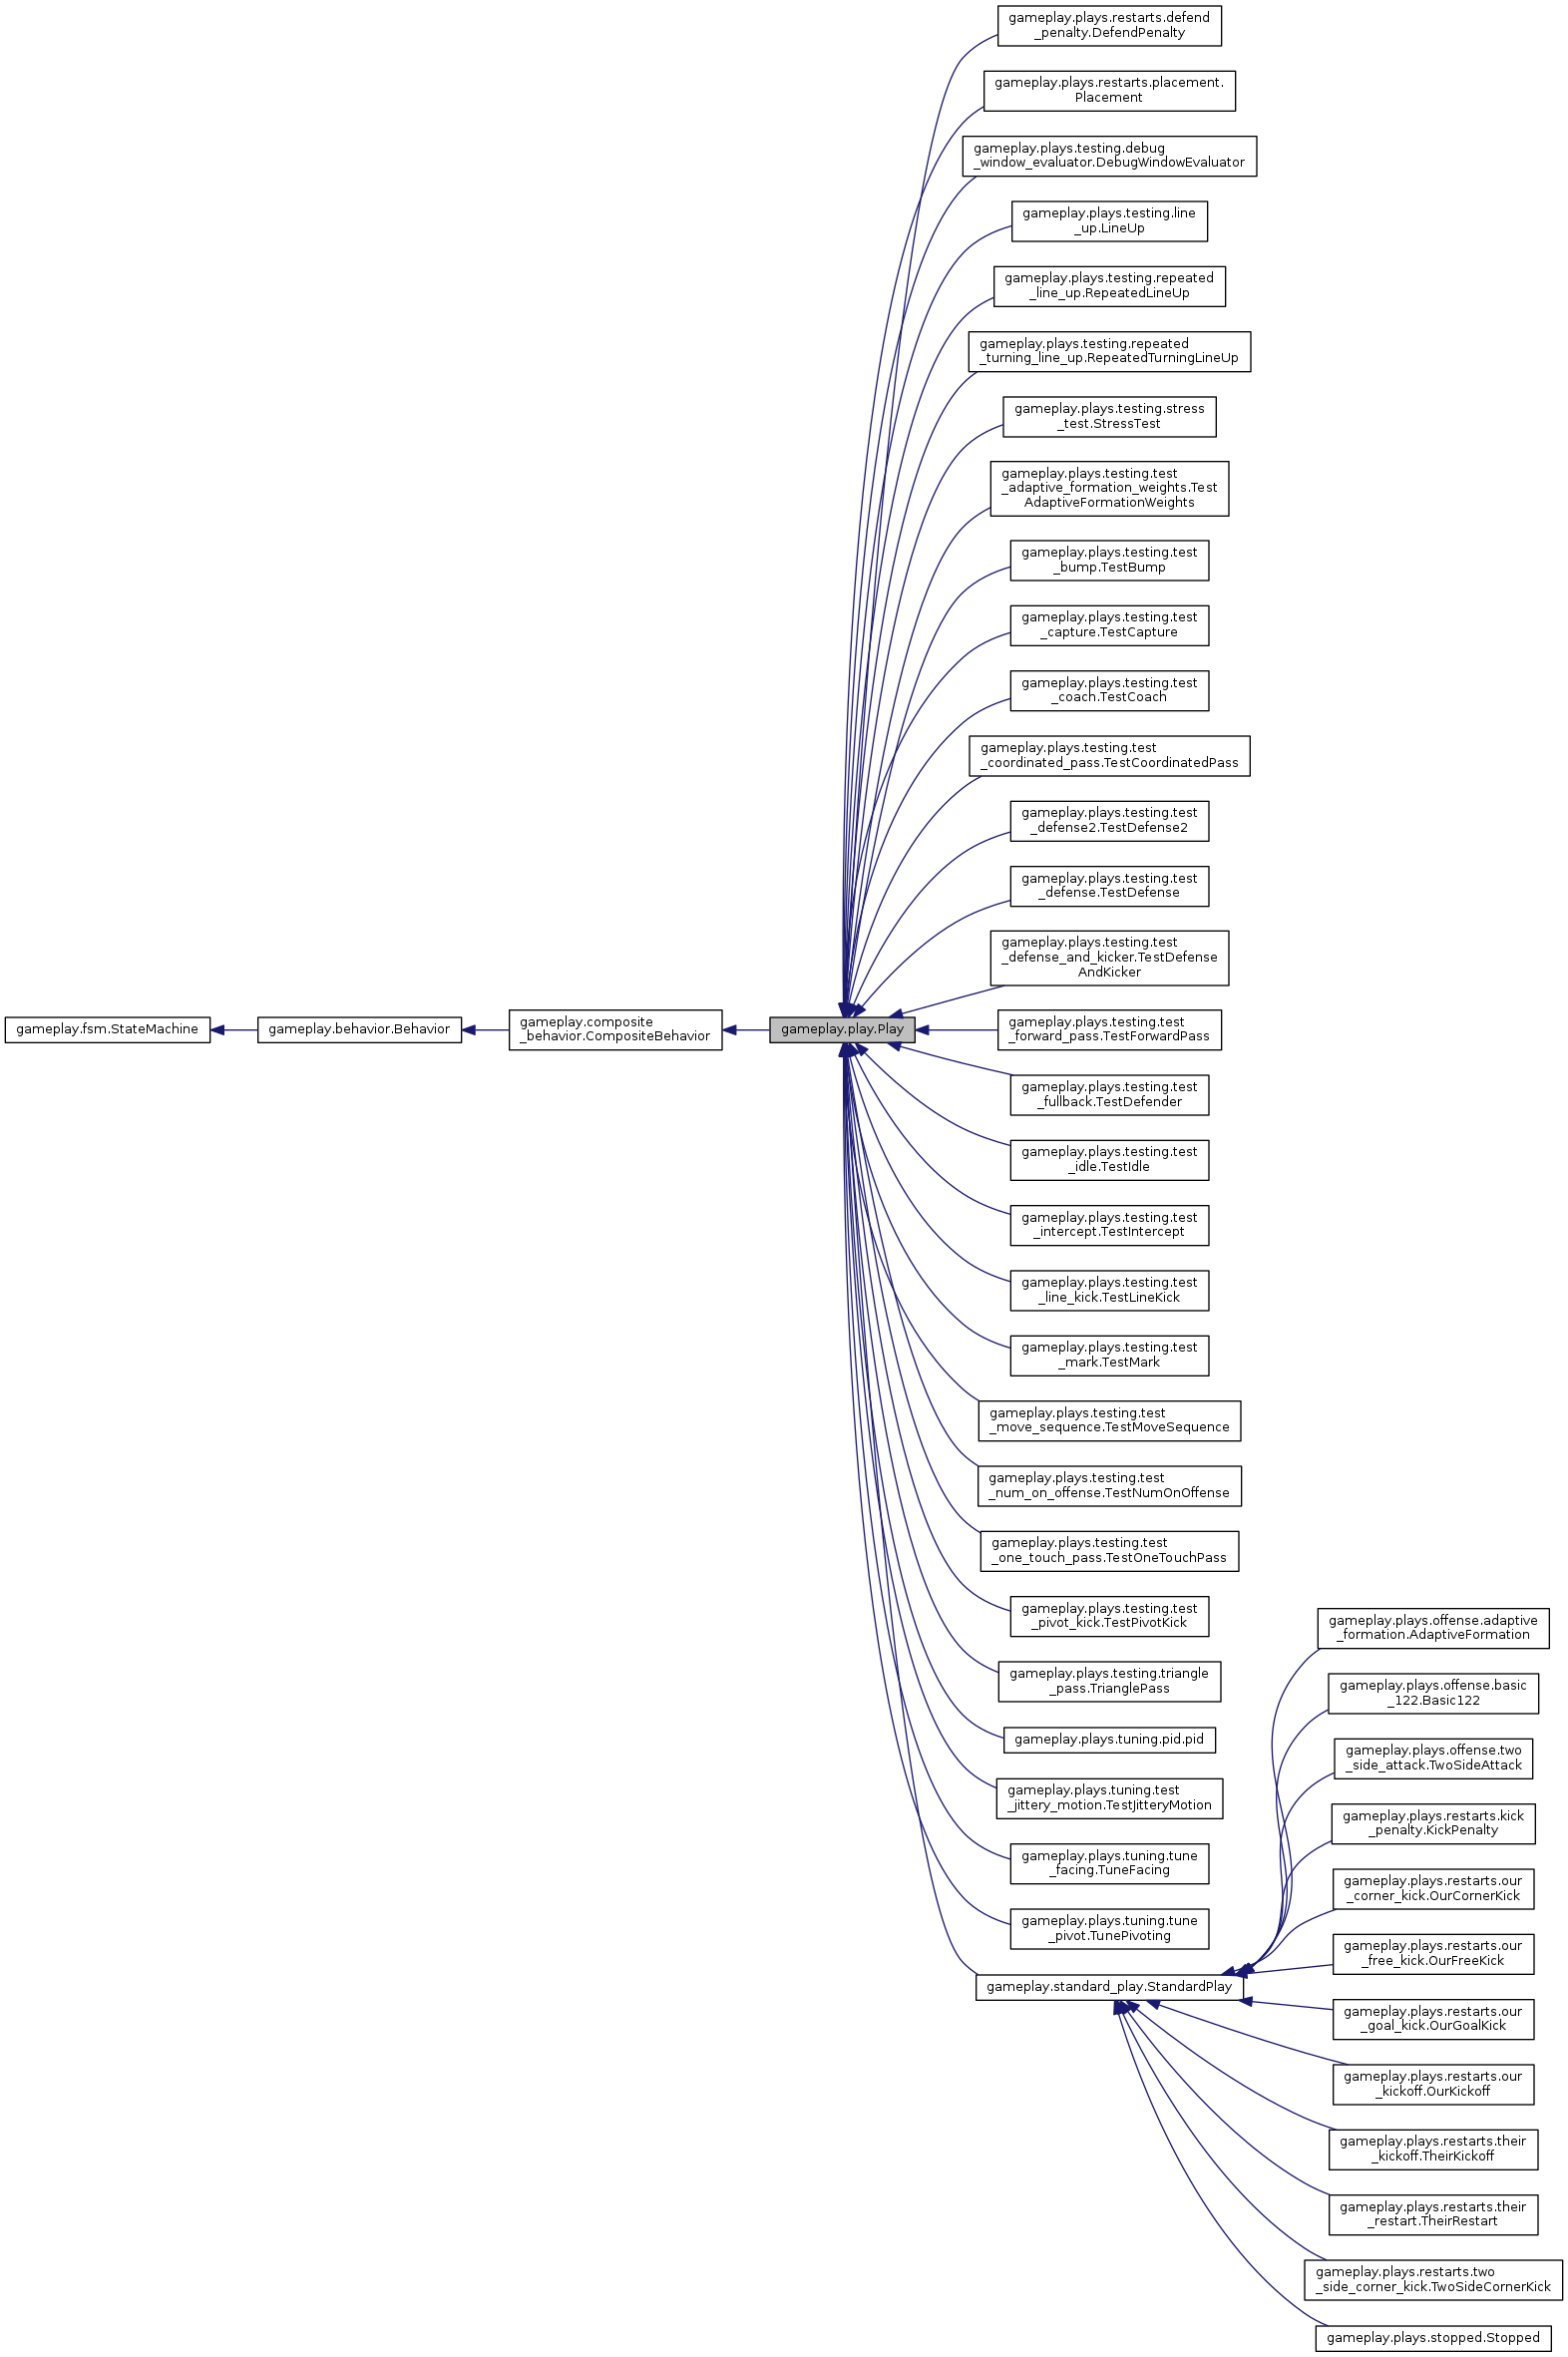 gameplay.fsm.StateMachine
gameplay.behavior.Behavior
gameplay.composite
_behavior.CompositeBehavior
gameplay.play.Play
gameplay.plays.restarts.defend
_penalty.DefendPenalty
gameplay.plays.restarts.placement.
Placement
gameplay.plays.testing.debug
_window_evaluator.DebugWindowEvaluator
gameplay.plays.testing.line
_up.LineUp
gameplay.plays.testing.repeated
_line_up.RepeatedLineUp
gameplay.plays.testing.repeated
_turning_line_up.RepeatedTurningLineUp
gameplay.plays.testing.stress
_test.StressTest
gameplay.plays.testing.test
_adaptive_formation_weights.Test
AdaptiveFormationWeights
gameplay.plays.testing.test
_bump.TestBump
gameplay.plays.testing.test
_capture.TestCapture
gameplay.plays.testing.test
_coach.TestCoach
gameplay.plays.testing.test
_coordinated_pass.TestCoordinatedPass
gameplay.plays.testing.test
_defense2.TestDefense2
gameplay.plays.testing.test
_defense.TestDefense
gameplay.plays.testing.test
_defense_and_kicker.TestDefense
AndKicker
gameplay.plays.testing.test
_forward_pass.TestForwardPass
gameplay.plays.testing.test
_fullback.TestDefender
gameplay.plays.testing.test
_idle.TestIdle
gameplay.plays.testing.test
_intercept.TestIntercept
gameplay.plays.testing.test
_line_kick.TestLineKick
gameplay.plays.testing.test
_mark.TestMark
gameplay.plays.testing.test
_move_sequence.TestMoveSequence
gameplay.plays.testing.test
_num_on_offense.TestNumOnOffense
gameplay.plays.testing.test
_one_touch_pass.TestOneTouchPass
gameplay.plays.testing.test
_pivot_kick.TestPivotKick
gameplay.plays.testing.triangle
_pass.TrianglePass
gameplay.plays.tuning.pid.pid
gameplay.plays.tuning.test
_jittery_motion.TestJitteryMotion
gameplay.plays.tuning.tune
_facing.TuneFacing
gameplay.plays.tuning.tune
_pivot.TunePivoting
gameplay.standard_play.StandardPlay
gameplay.plays.offense.adaptive
_formation.AdaptiveFormation
gameplay.plays.offense.basic
_122.Basic122
gameplay.plays.offense.two
_side_attack.TwoSideAttack
gameplay.plays.restarts.kick
_penalty.KickPenalty
gameplay.plays.restarts.our
_corner_kick.OurCornerKick
gameplay.plays.restarts.our
_free_kick.OurFreeKick
gameplay.plays.restarts.our
_goal_kick.OurGoalKick
gameplay.plays.restarts.our
_kickoff.OurKickoff
gameplay.plays.restarts.their
_kickoff.TheirKickoff
gameplay.plays.restarts.their
_restart.TheirRestart
gameplay.plays.restarts.two
_side_corner_kick.TwoSideCornerKick
gameplay.plays.stopped.Stopped